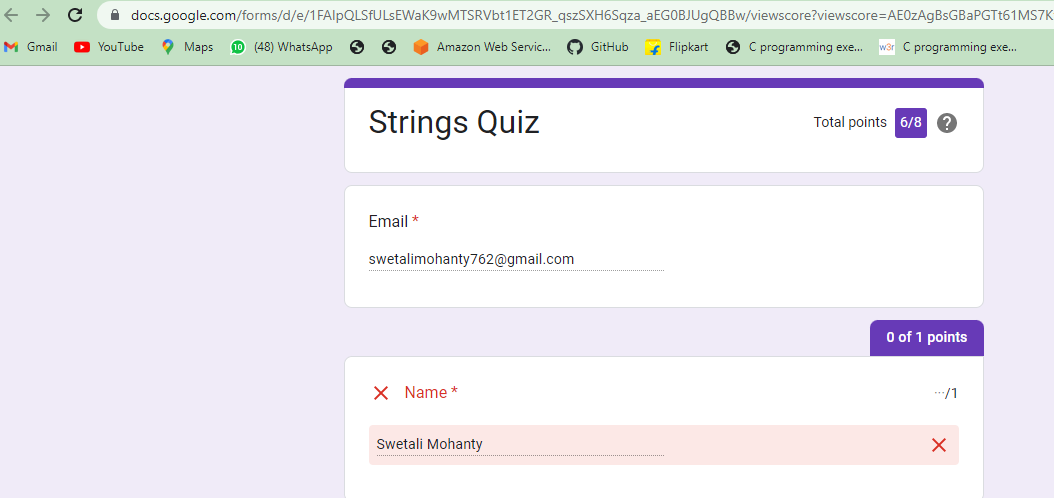 docs.google.com/forms/d/e/1FAIpQLSfULsEWaK9wMTSRVbt1ET2GR_qszSXH6Sqza_aEG0BJUgQBBw/viewscore?viewscore=AE0zAgBsGBaPGTt61MS7K
Gmail YouTube Maps (48) WhatsApp Amazon Web Servic... GitHub Flipkart C programming exe... w3r C programming exe...
Strings Quiz
Total points 6/8
Email *
swetalimohanty762@gmail.com
0 of 1 points
Name *
···/1
Swetali Mohanty